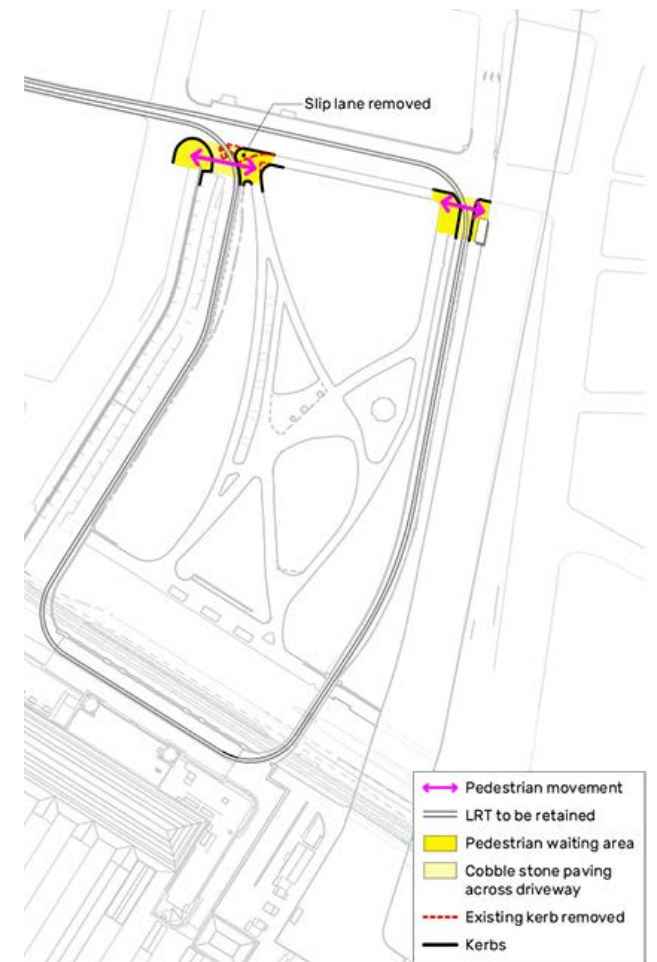 Slip lane removed
Pedestrian movement
LRT to be retained
Pedestrian waiting area
Cobble stone paving
across driveway
Existing kerb removed
Kerbs